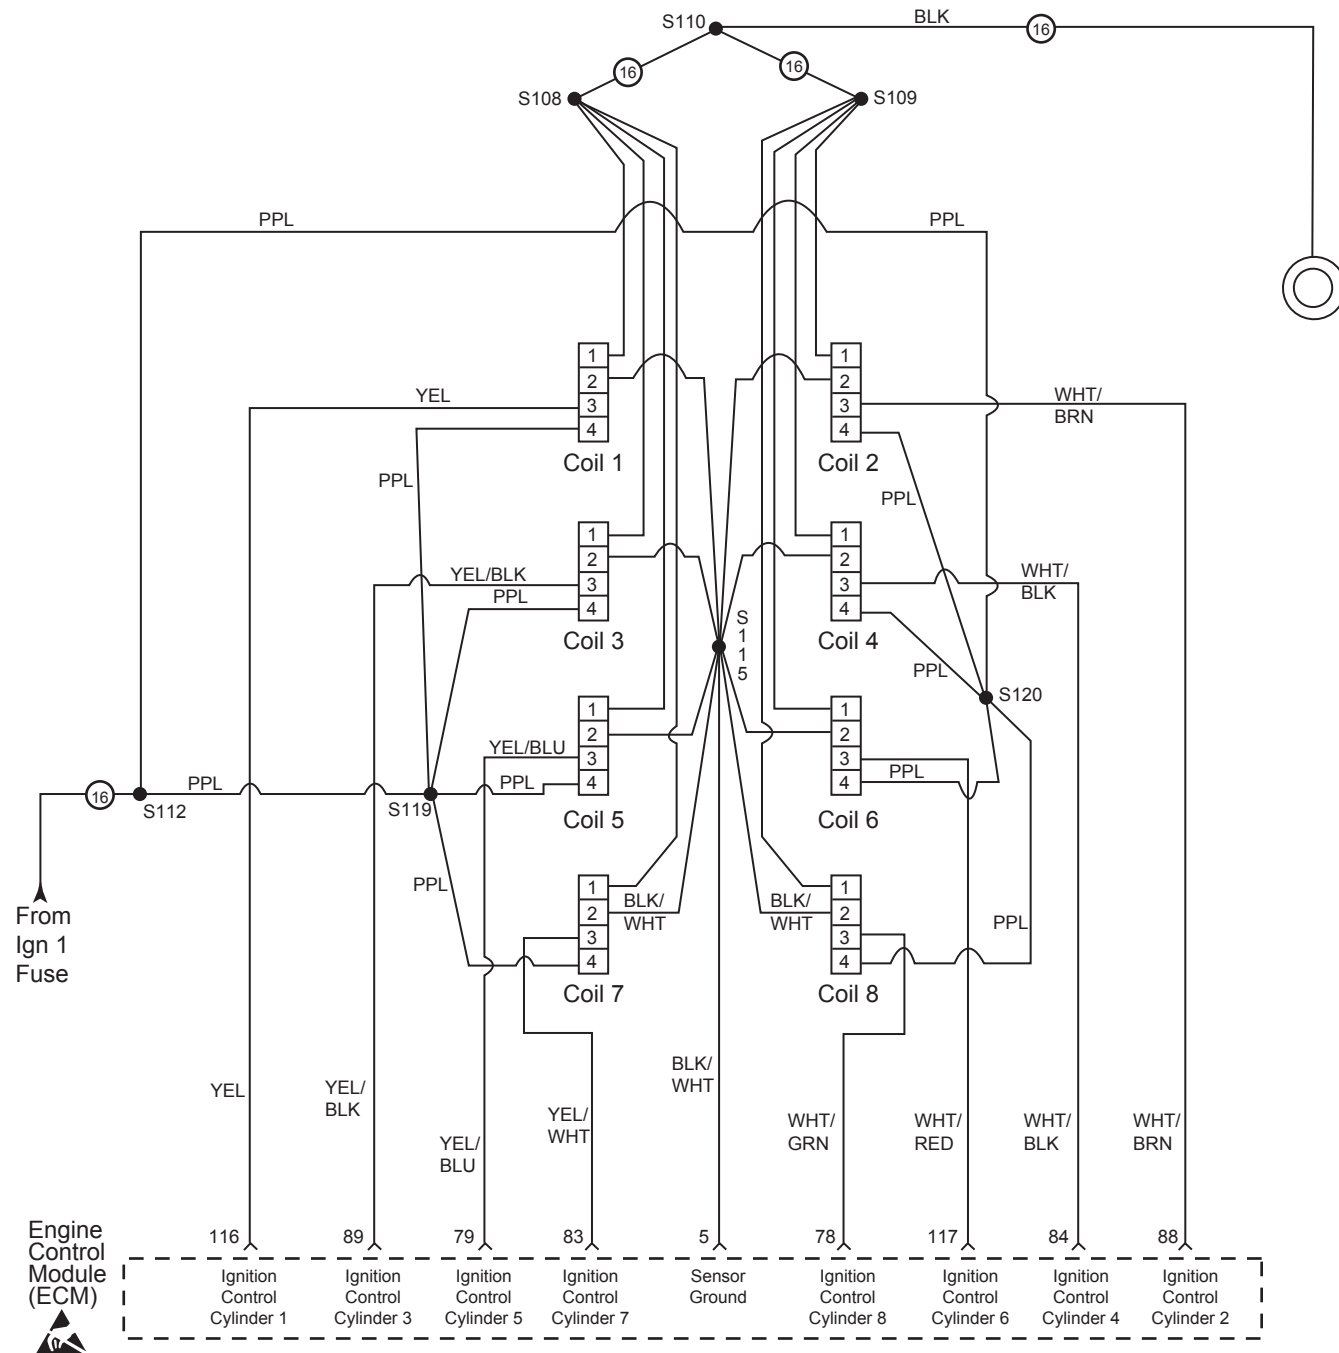 S110
BLK
16
16
16
S108
S109
PPL
PPL
1
2
3
4
Coil 1
1
2
3
4
Coil 2
YEL
WHT/
BRN
PPL
PPL
1
2
3
4
Coil 3
1
2
3
4
Coil 4
YEL/BLK
PPL
WHT/
BLK
S
1
1
5
PPL
S120
1
2
3
4
Coil 5
1
2
3
4
Coil 6
YEL/BLU
PPL
PPL
16
PPL
S112
S119
PPL
From
Ign 1
Fuse
1
2
3
4
Coil 7
1
2
3
4
Coil 8
BLK/
WHT
BLK/
WHT
PPL
YEL
YEL/
BLK
YEL/
BLU
YEL/
WHT
BLK/
WHT
WHT/
GRN
WHT/
RED
WHT/
BLK
WHT/
BRN
Engine
Control
Module
(ECM)
116
89
79
83
5
78
117
84
88
Ignition
Control
Cylinder 1
Ignition
Control
Cylinder 3
Ignition
Control
Cylinder 5
Ignition
Control
Cylinder 7
Sensor
Ground
Ignition
Control
Cylinder 8
Ignition
Control
Cylinder 6
Ignition
Control
Cylinder 4
Ignition
Control
Cylinder 2